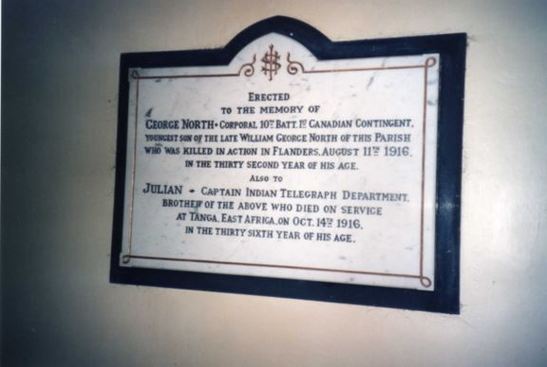 IHS
ERECTED
TO THE MEMORY OF
GEORGE NORTH - CORPORAL 10TH BATT. 1ST CANADIAN CONTINGENT,
YOUNGEST SON OF THE LATE WILLIAM GEORGE NORTH OF THIS PARISH
WHO WAS KILLED IN ACTION IN FLANDERS, AUGUST 11TH 1916,
IN THE THIRTY SECOND YEAR OF HIS AGE.
ALSO TO
JULIAN - CAPTAIN INDIAN TELEGRAPH DEPARTMENT,
BROTHER OF THE ABOVE WHO DIED ON SERVICE
AT TANGA, EAST AFRICA, ON OCT. 14TH 1916,
IN THE THIRTY SIXTH YEAR OF HIS AGE.